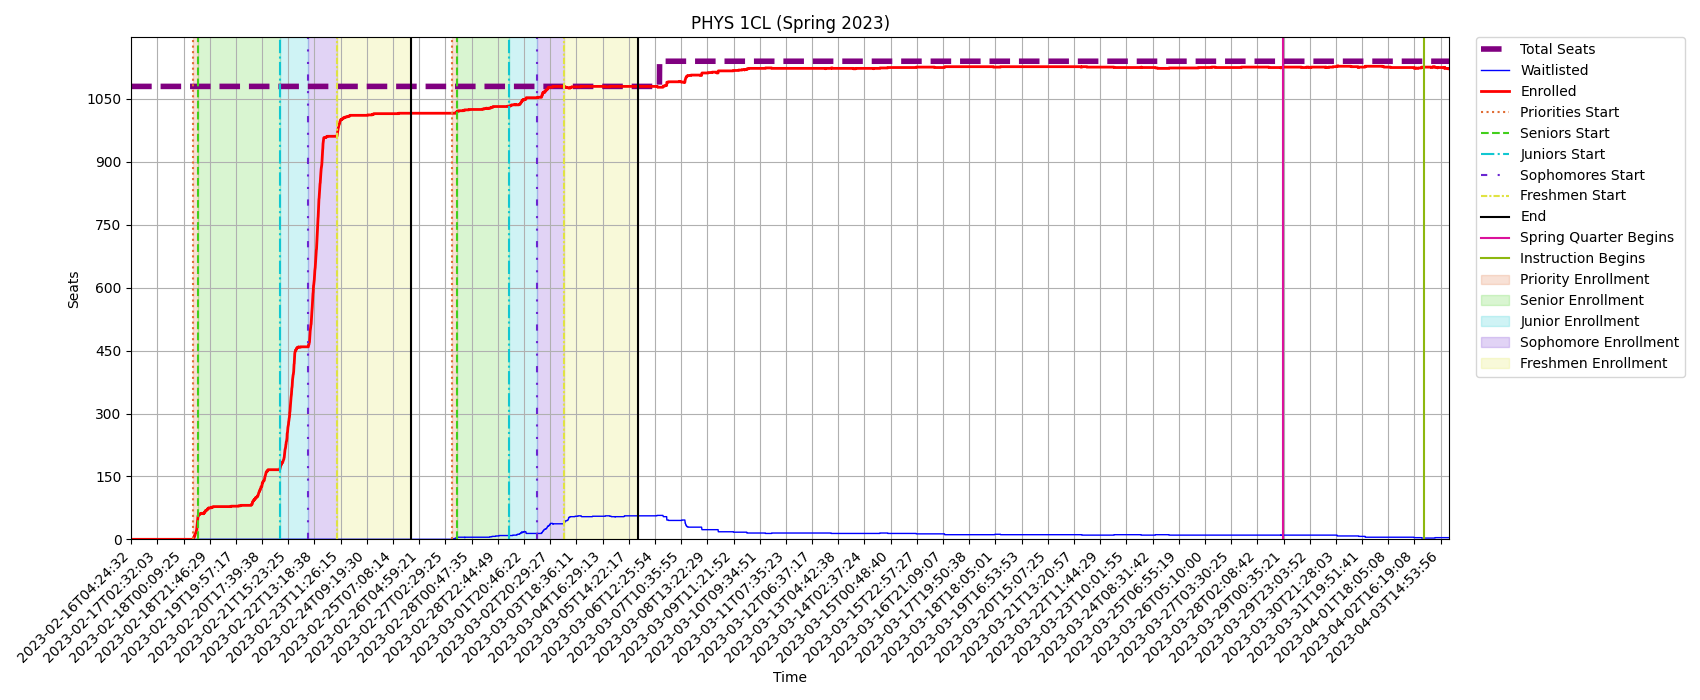 PHYS 1CL (Spring 2023)
Seats
1050
900
750
600
450
300
150
0
2023-02-16T04:24:32
2023-02-17T02:32:03
2023-02-18T00:09:25
2023-02-18T21:46:29
2023-02-19T19:57:17
2023-02-20T17:39:38
2023-02-21T15:23:25
2023-02-22T13:18:38
2023-02-23T11:26:15
2023-02-24T09:19:30
2023-02-25T07:08:14
2023-02-26T04:59:21
2023-02-27T02:29:25
2023-02-28T00:47:35
2023-02-28T22:44:49
2023-03-01T20:46:22
2023-03-02T20:29:27
2023-03-03T18:36:11
2023-03-04T16:29:13
2023-03-05T14:22:17
2023-03-06T12:25:54
2023-03-07T10:35:55
2023-03-08T13:22:29
2023-03-09T11:21:52
2023-03-10T09:34:51
2023-03-11T07:35:23
2023-03-12T06:37:17
2023-03-14T04:42:38
2023-03-14T02:37:24
2023-03-15T00:48:40
2023-03-15T22:57:27
2023-03-16T21:09:07
2023-03-17T19:50:38
2023-03-18T18:05:01
2023-03-19T16:53:53
2023-03-20T15:07:25
2023-03-21T13:20:57
2023-03-22T11:44:29
2023-03-23T10:01:55
2023-03-24T08:31:42
2023-03-25T06:55:19
2023-03-26T05:10:00
2023-03-27T03:30:25
2023-03-28T02:08:42
2023-03-29T00:35:21
2023-03-29T23:03:52
2023-03-30T21:28:03
2023-03-31T19:51:41
2023-04-01T18:05:08
2023-04-02T16:19:08
2023-04-03T14:53:56
Time
Total Seats
Waitlisted
Enrolled
Priorities Start
Seniors Start
Juniors Start
Sophomores Start
Freshmen Start
End
Spring Quarter Begins
Instruction Begins
Priority Enrollment
Senior Enrollment
Junior Enrollment
Sophomore Enrollment
Freshmen Enrollment